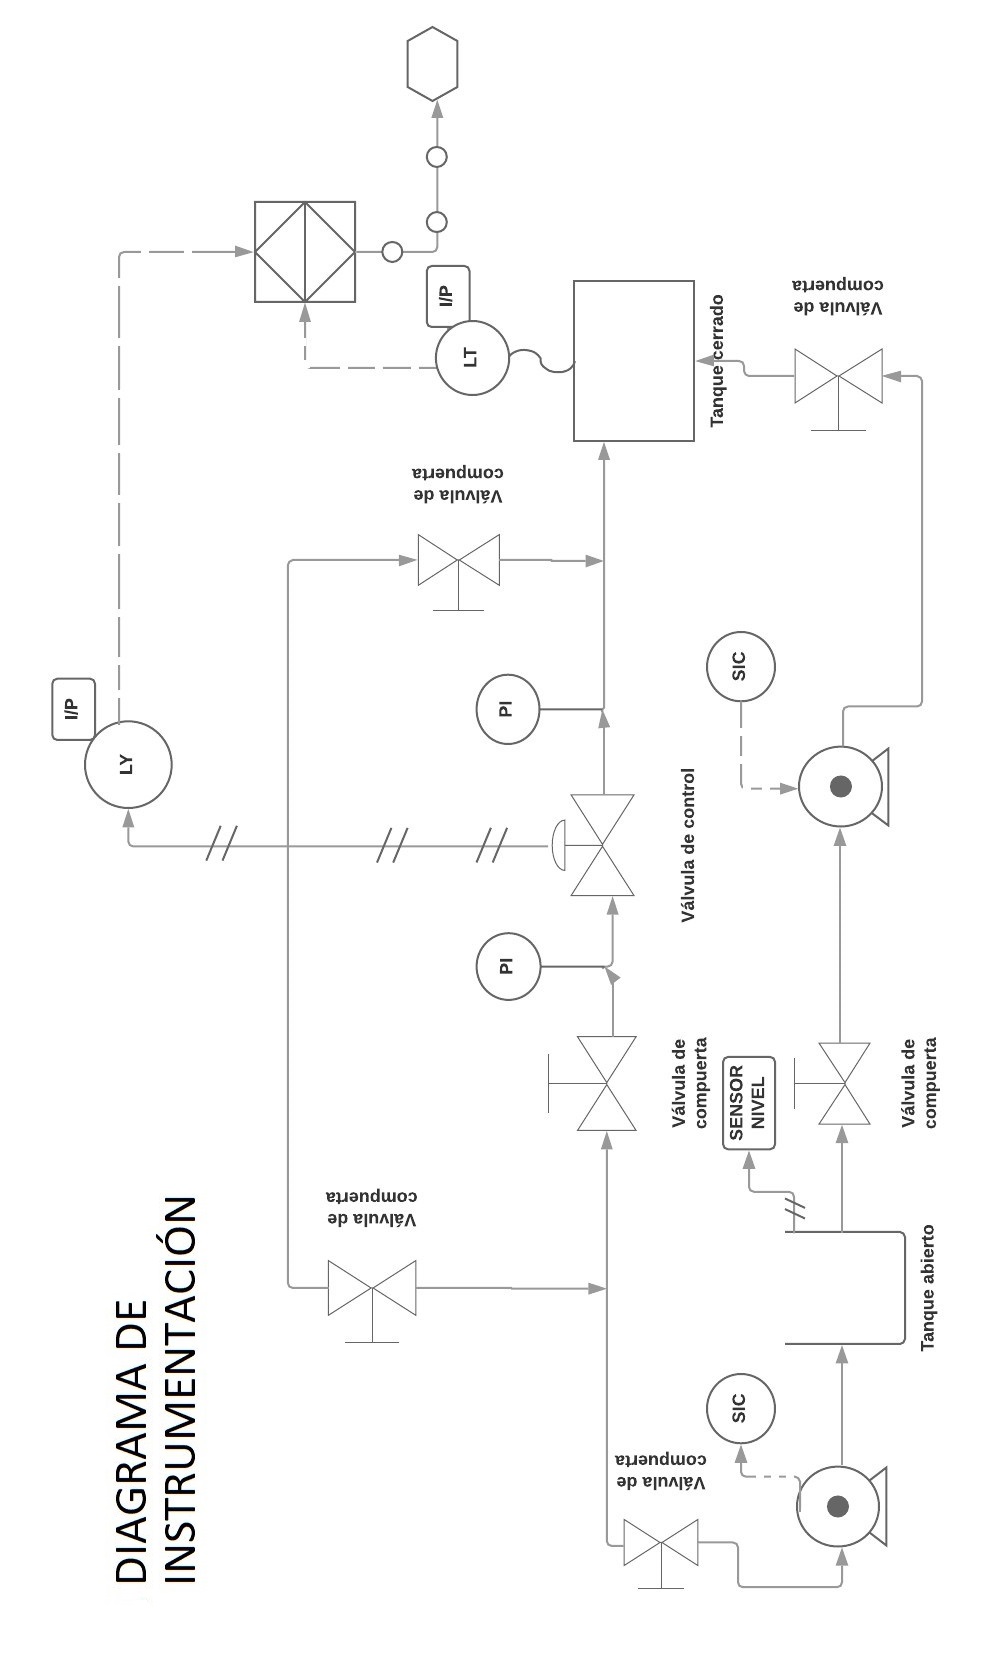 DIAGRAMA DE
INSTRUMENTACIÓN
I/P
LY
Válvula de
compuerta
Válvula de
compuerta
I/P
LT
PI
PI
Válvula de
compuerta
Válvula de
compuerta
Válvula de control
Tanque cerrado
SIC
SENSOR
NIVEL
SIC
Válvula de
compuerta
Tanque abierto
Válvula de
compuerta